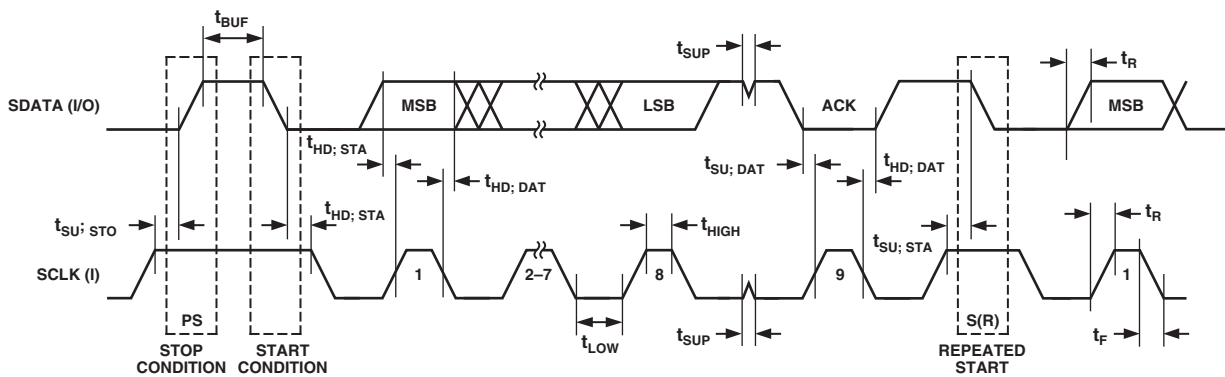 tBUF
tSUP
tR
SDATA (I/O)
MSB
LSB
ACK
MSB
tHD; STA
tHD; DAT
tSU; DAT
tHD; DAT
tSU; STO
tHD; STA
tHIGH
tSU; STA
tR
SCLK (I)
1
2–7
8
9
1
PS
S(R)
tLOW
tSUP
tF
STOP
CONDITION
START
CONDITION
REPEATED
START